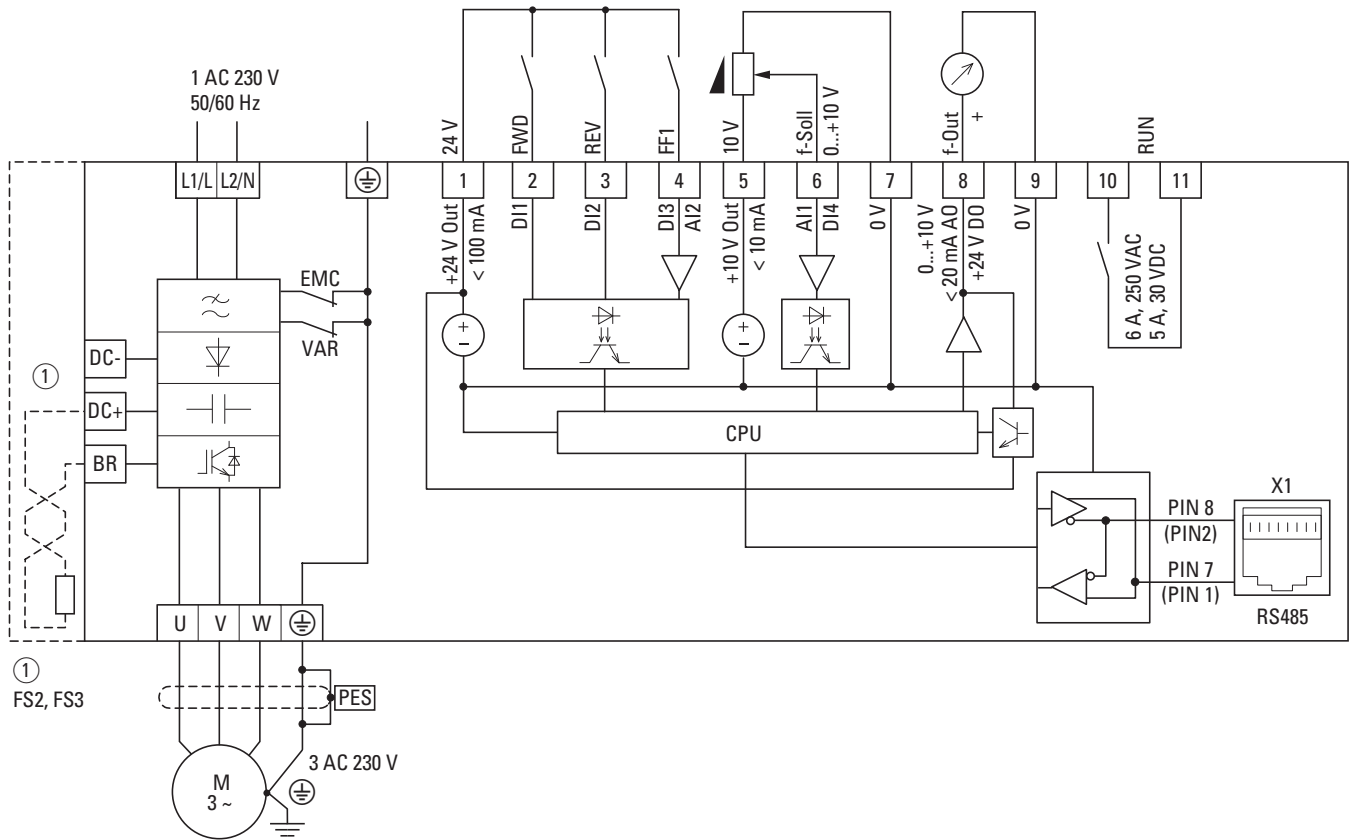 1 AC 230 V
50/60 Hz
24 V
FWD
REV
FF1
10 V
f-Soll
0...+10 V
f-Out
+
RUN
L1/L
L2/N
1
2
3
4
5
6
7
8
9
10
11
+24 V Out
< 100 mA
DI1
DI2
DI3
AI2
+10 V Out
< 10 mA
AI1
DI4
0 V
0...+10 V
< 20 mA AO
+24 V DO
0 V
6 A, 250 VAC
5 A, 30 VDC
EMC
VAR
+
−
+
−
DC-
1
DC+
BR
CPU
X1
PIN 8
(PIN2)
PIN 7
(PIN 1)
RS485
U
V
W
1
FS2, FS3
PES
3 AC 230 V
M
3 ~